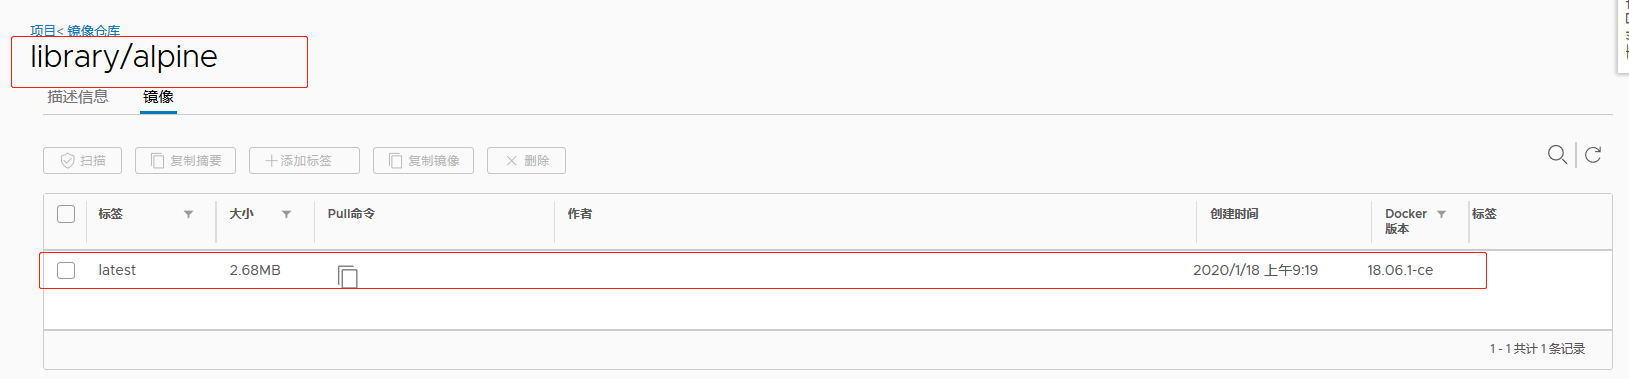 项目< 镜像仓库
library/alpine
描述信息 镜像
扫描 复制摘要 添加标签 复制镜像 删除
标签 大小 Pull命令 作者 创建时间 Docker 版本 标签
latest 2.68MB 2020/1/18 上午9:19 18.06.1-ce
1 - 1 共计 1 条记录